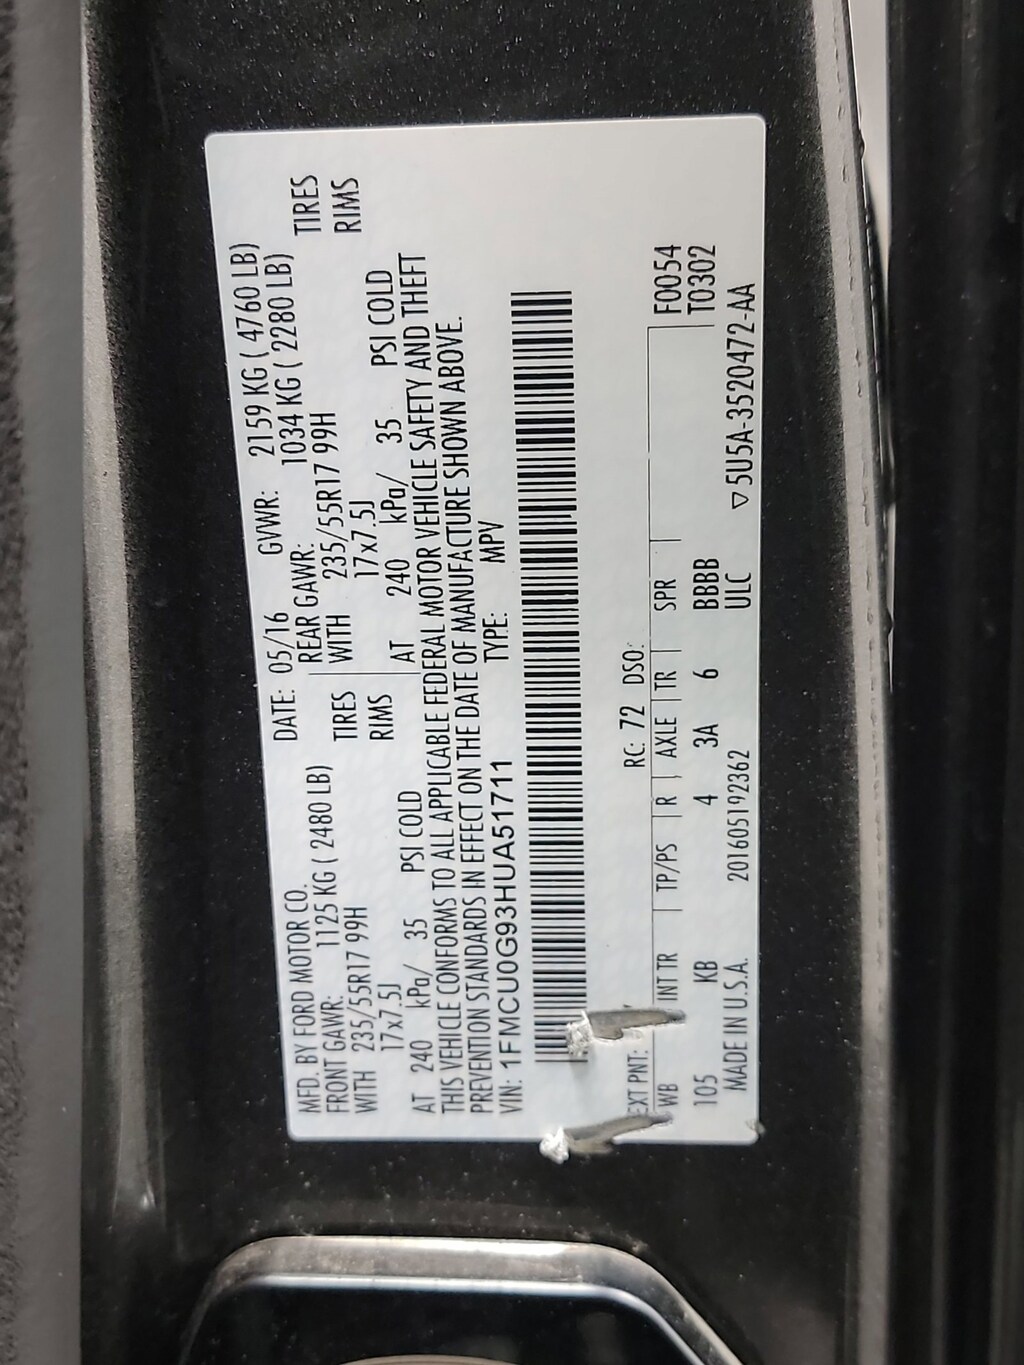 MFD. BY FORD MOTOR CO.
DATE: 05/16 GVWR: 2159 KG ( 4760 LB)
FRONT GAWR: 1125 KG ( 2480 LB) REAR GAWR: 1034 KG ( 2280 LB)
WITH 235/55R17 99H TIRES WITH 235/55R17 99H TIRES
17x7.5J RIMS 17x7.5J RIMS
AT 240 kPa/ 35 PSI COLD AT 240 kPa/ 35 PSI COLD
THIS VEHICLE CONFORMS TO ALL APPLICABLE FEDERAL MOTOR VEHICLE SAFETY AND THEFT
PREVENTION STANDARDS IN EFFECT ON THE DATE OF MANUFACTURE SHOWN ABOVE.
VIN: 1FMCU0G93HUA51711 TYPE: MPV
EXT PNT: RC: 72 DSO:
WB INT TR TP/PS R AXLE TR SPR F0054
105 KB 4 3A 6 BBBB T0302
MADE IN U.S.A. 201605192362 ULC ▽5U5A-3520472-AA